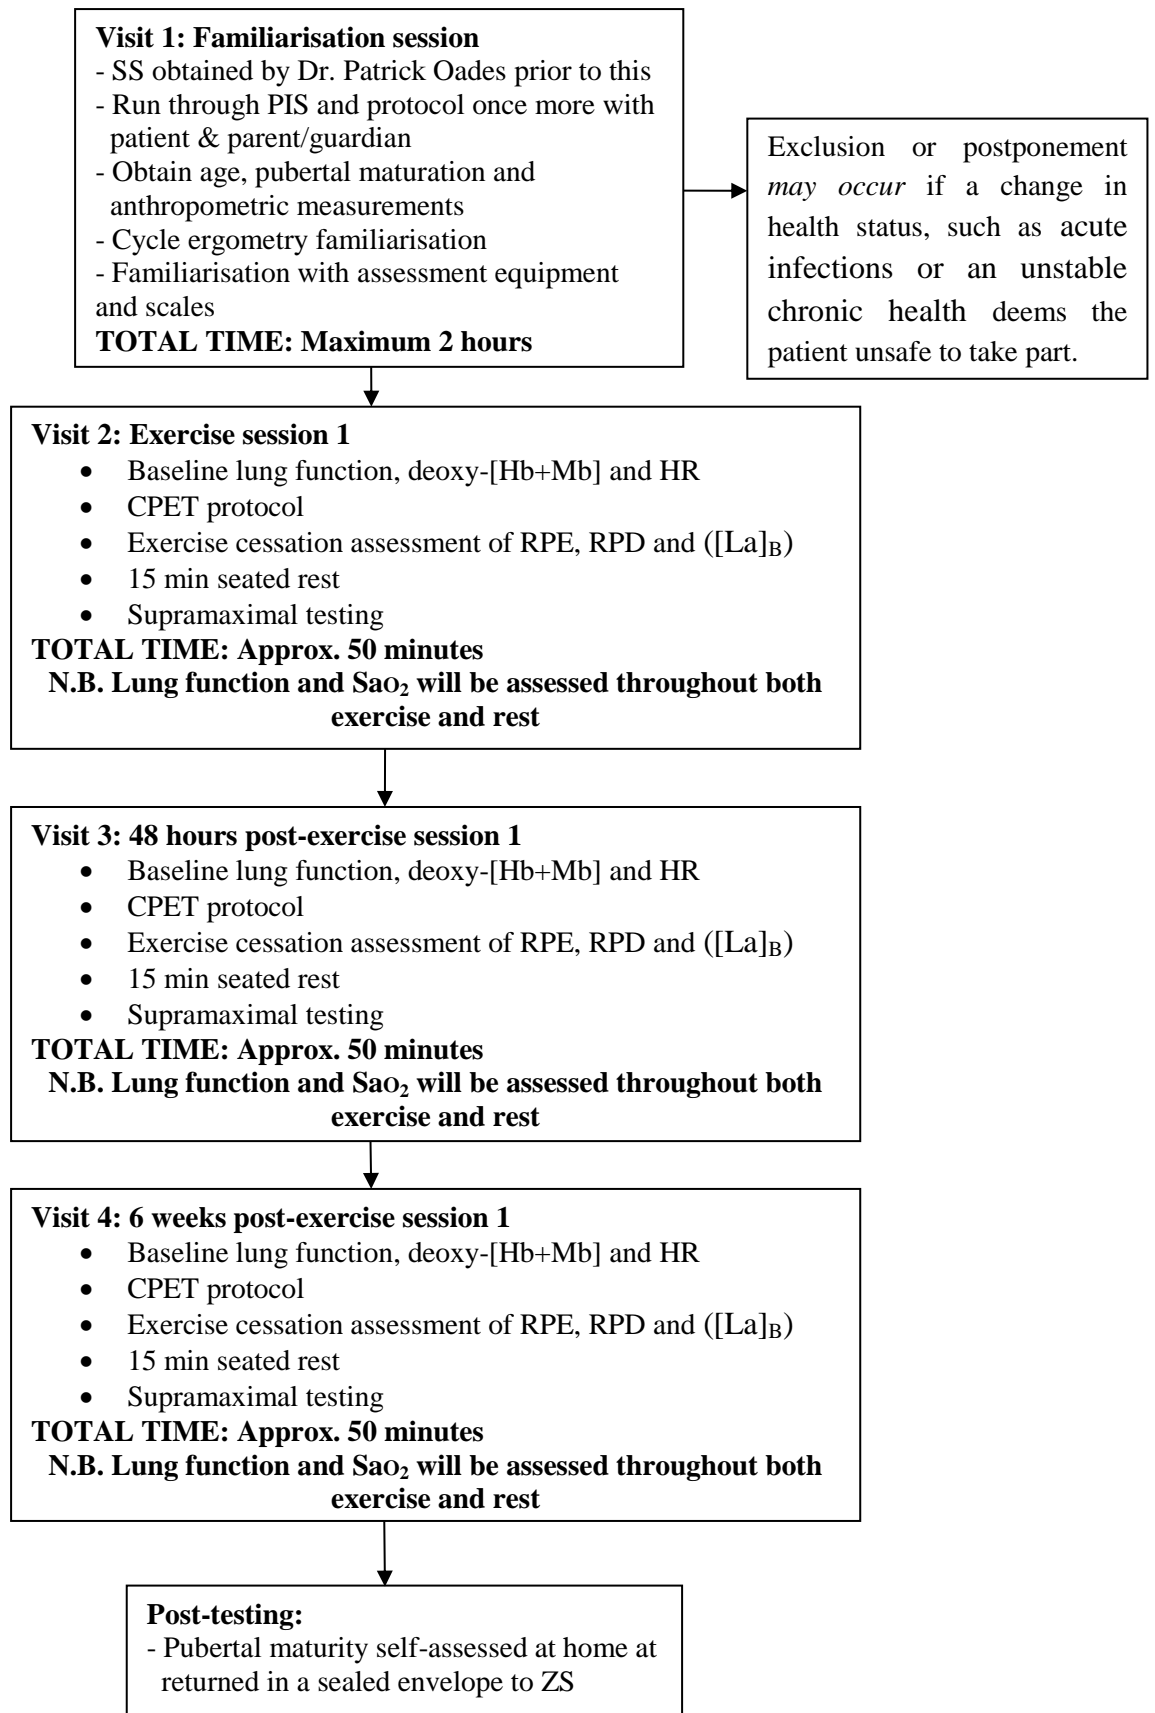 Visit 1: Familiarisation session
- SS obtained by Dr. Patrick Oades prior to this
- Run through PIS and protocol once more with
patient & parent/guardian
- Obtain age, pubertal maturation and
anthropometric measurements
- Cycle ergometry familiarisation
- Familiarisation with assessment equipment
and scales
TOTAL TIME: Maximum 2 hours
Exclusion or postponement
may occur if a change in
health status, such as acute
infections or an unstable
chronic health deems the
patient unsafe to take part.
Visit 2: Exercise session 1
• Baseline lung function, deoxy-[Hb+Mb] and HR
• CPET protocol
• Exercise cessation assessment of RPE, RPD and ([La]B)
• 15 min seated rest
• Supramaximal testing
TOTAL TIME: Approx. 50 minutes
N.B. Lung function and SaO2 will be assessed throughout both
exercise and rest
Visit 3: 48 hours post-exercise session 1
• Baseline lung function, deoxy-[Hb+Mb] and HR
• CPET protocol
• Exercise cessation assessment of RPE, RPD and ([La]B)
• 15 min seated rest
• Supramaximal testing
TOTAL TIME: Approx. 50 minutes
N.B. Lung function and SaO2 will be assessed throughout both
exercise and rest
Visit 4: 6 weeks post-exercise session 1
• Baseline lung function, deoxy-[Hb+Mb] and HR
• CPET protocol
• Exercise cessation assessment of RPE, RPD and ([La]B)
• 15 min seated rest
• Supramaximal testing
TOTAL TIME: Approx. 50 minutes
N.B. Lung function and SaO2 will be assessed throughout both
exercise and rest
Post-testing:
- Pubertal maturity self-assessed at home at
returned in a sealed envelope to ZS